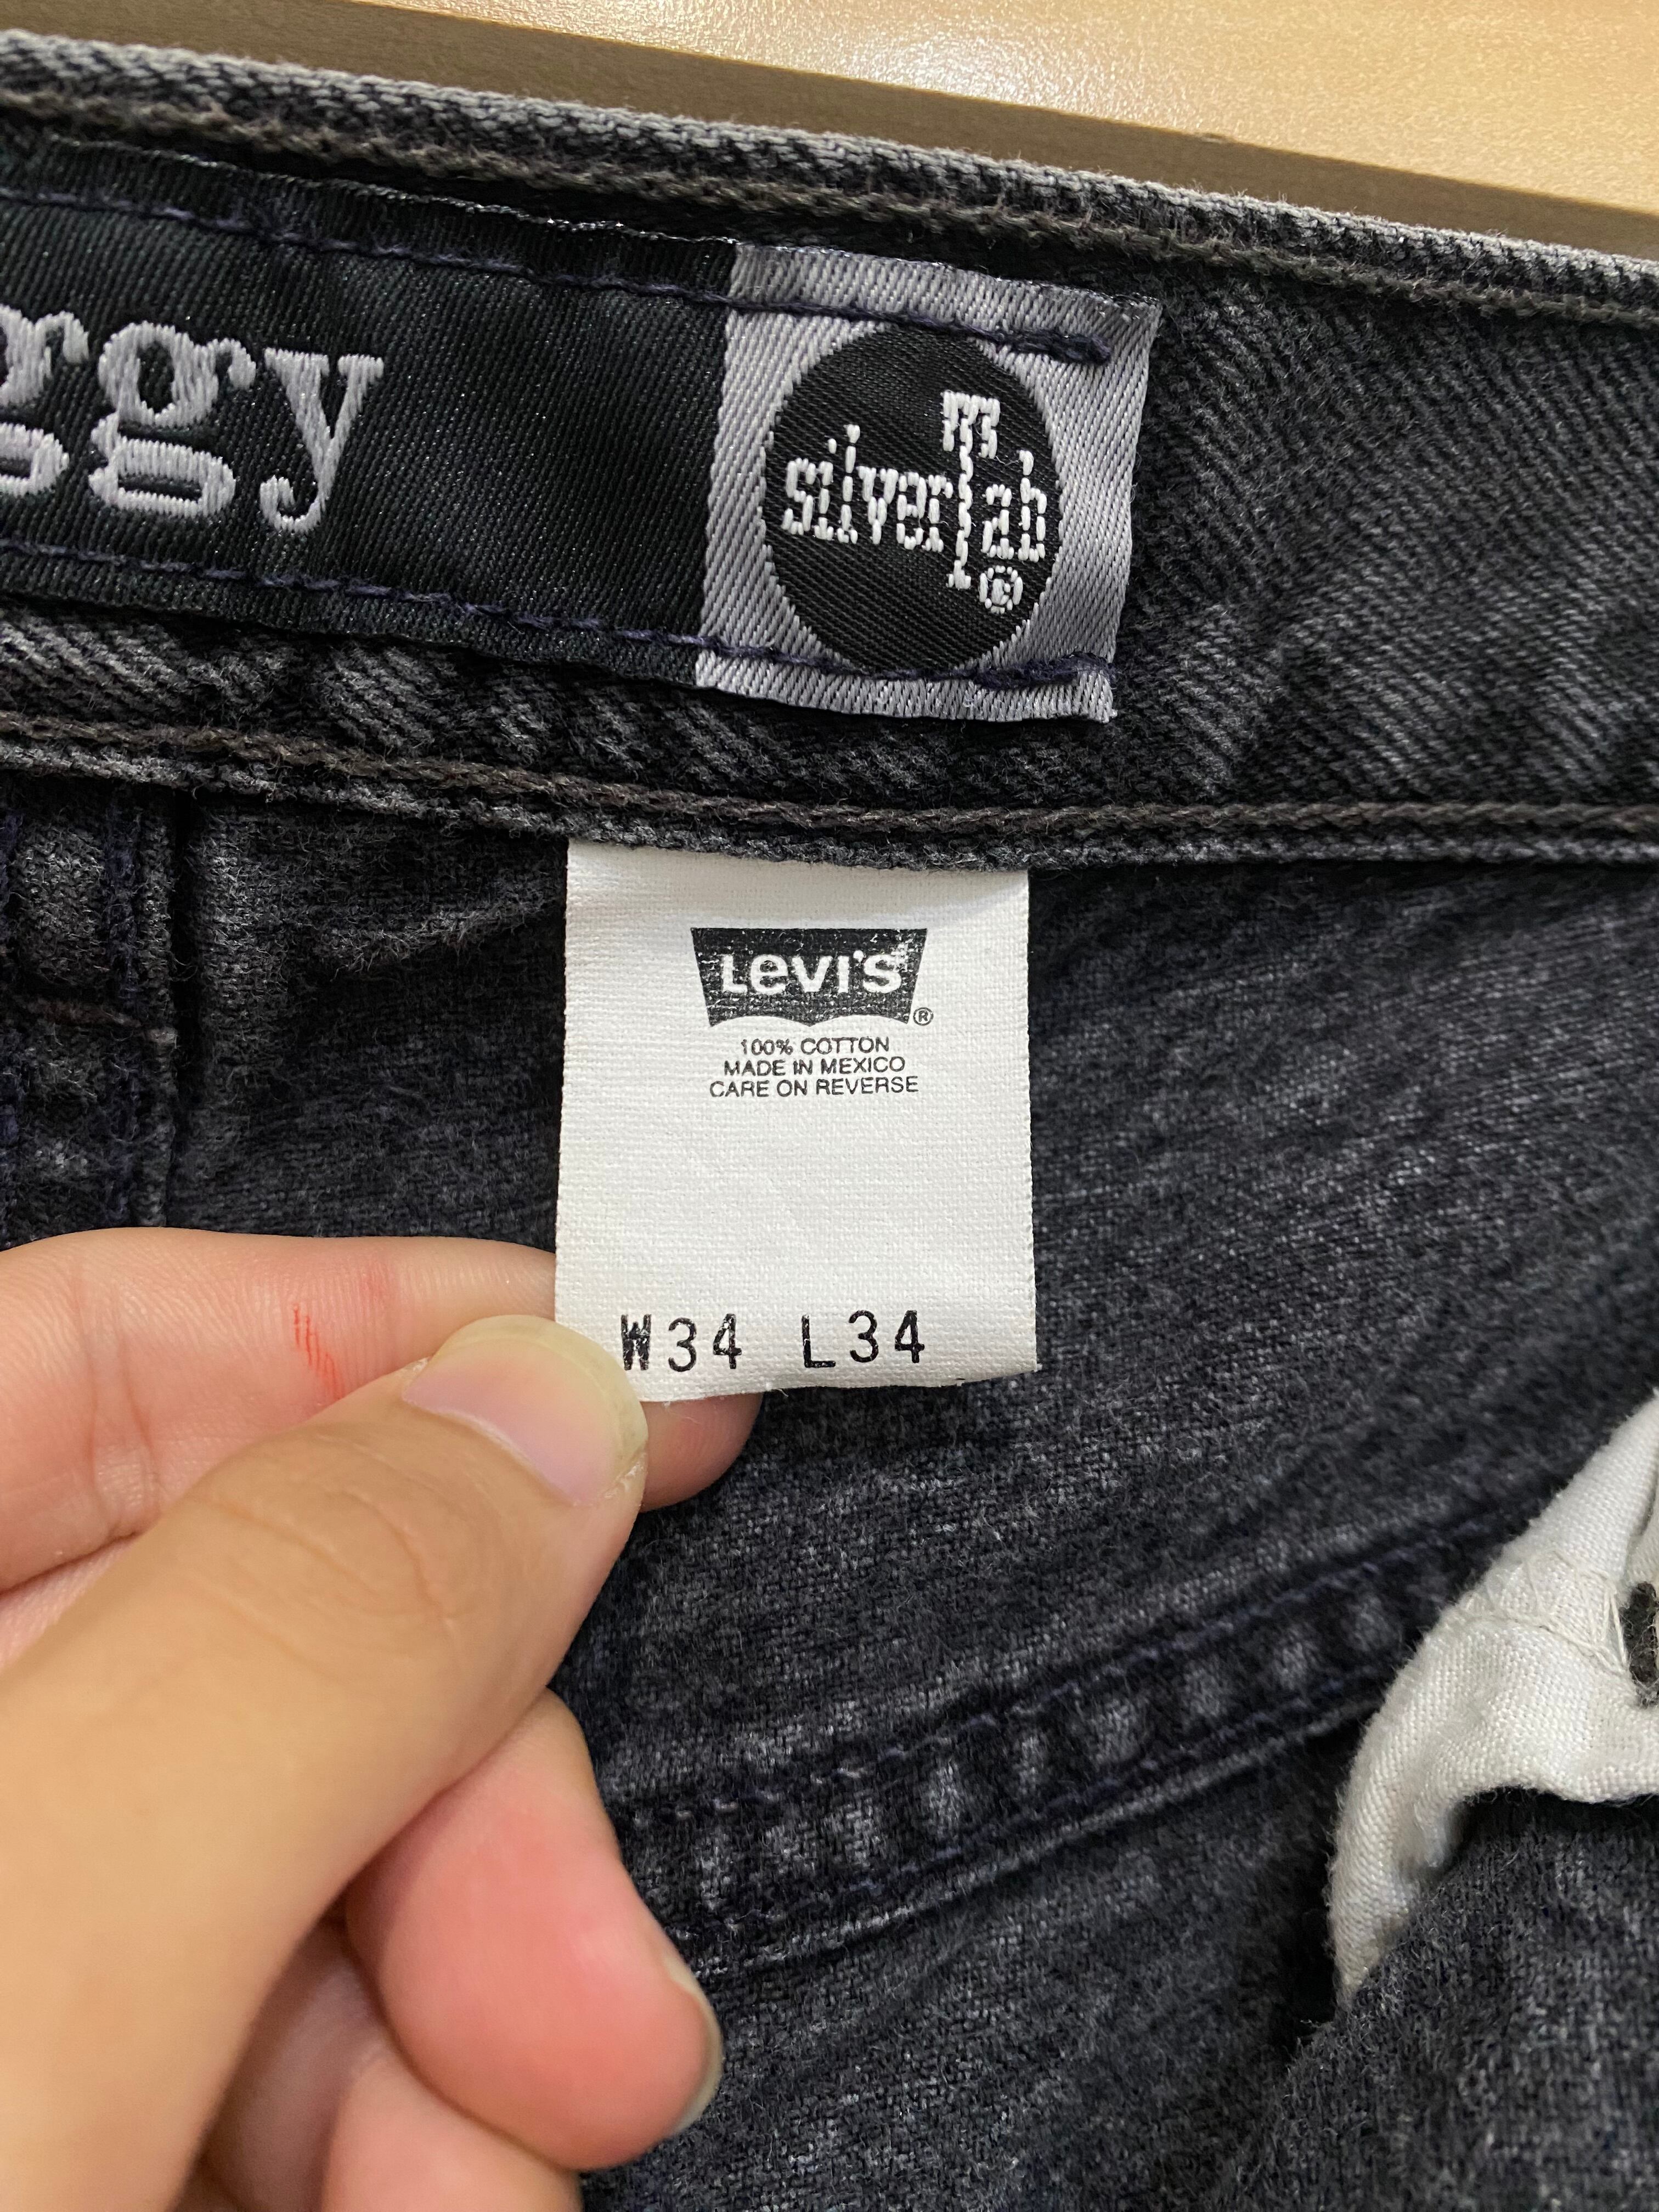 ggy
silverTab
®
LEVI'S
®
100% COTTON
MADE IN MEXICO
CARE ON REVERSE
W34 L34